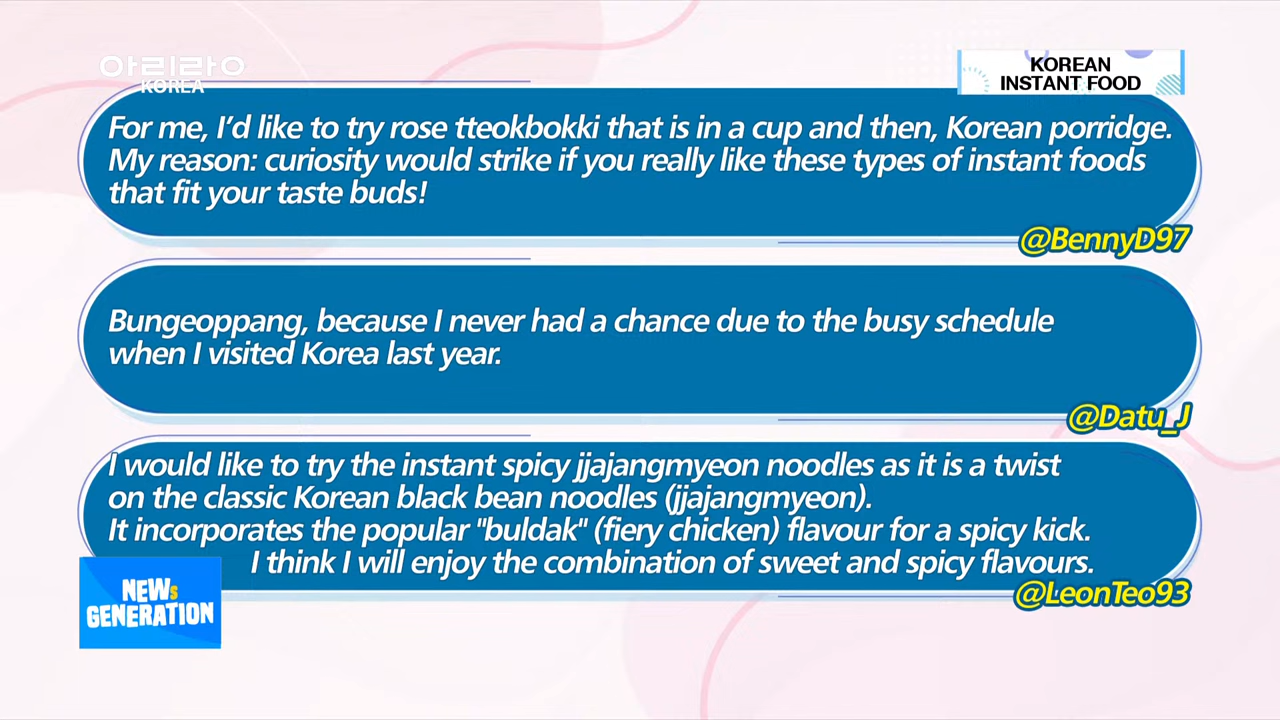 아리라o
KOREA
KOREAN
INSTANT FOOD
For me, I'd like to try rose tteokbokki that is in a cup and then, Korean porridge.
My reason: curiosity would strike if you really like these types of instant foods
that fit your taste buds!
@BennyD97
Bungeoppang, because I never had a chance due to the busy schedule
when I visited Korea last year.
@Datu_J
I would like to try the instant spicy jjajangmyeon noodles as it is a twist
on the classic Korean black bean noodles (jjajangmyeon).
It incorporates the popular "buldak" (fiery chicken) flavour for a spicy kick.
I think I will enjoy the combination of sweet and spicy flavours.
@LeonTeo93
NEWs
GENERATION